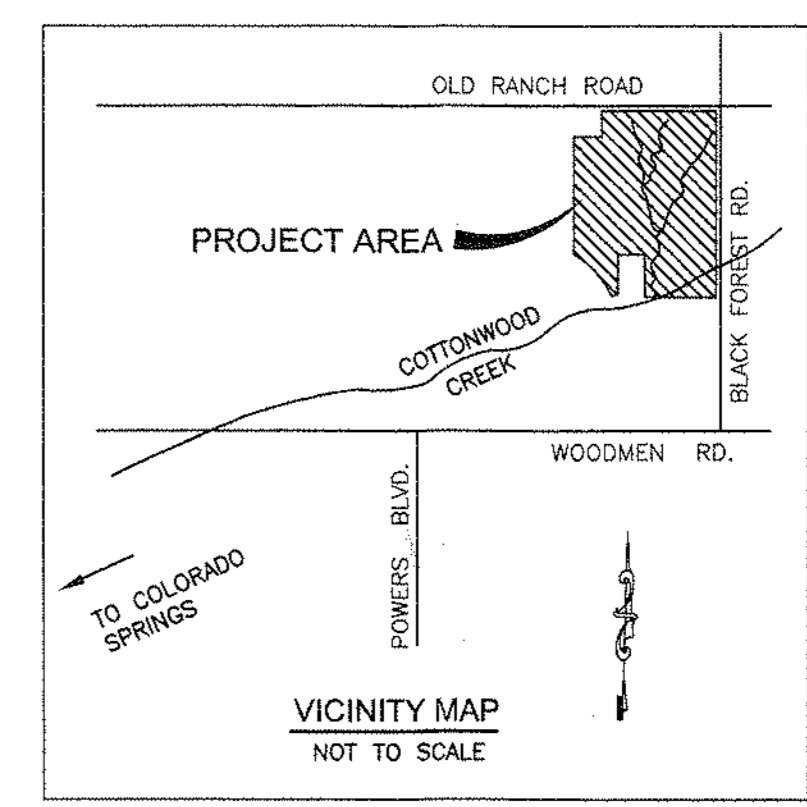 OLD RANCH ROAD
PROJECT AREA
BLACK FOREST RD.
COTTONWOOD
CREEK
WOODMEN RD.
POWERS BLVD.
TO COLORADO
SPRINGS
VICINITY MAP
NOT TO SCALE